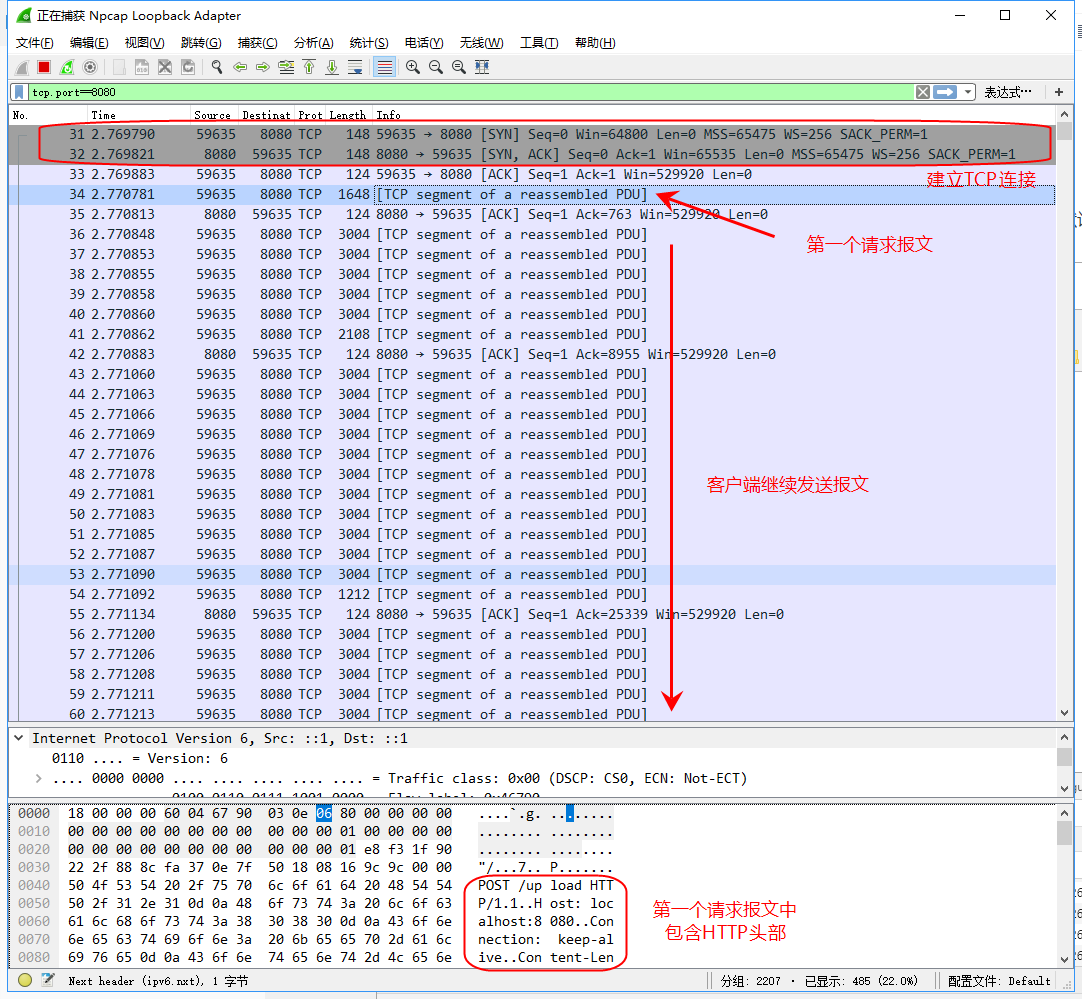 正在捕获 Npcap Loopback Adapter
文件(F) 编辑(E) 视图(V) 跳转(G) 捕获(C) 分析(A) 统计(S) 电话(Y) 无线(W) 工具(T) 帮助(H)
tcp.port==8080 表达式… +
No. Time Source Destinat Prot Length Info
31 2.769790 59635 8080 TCP 148 59635 → 8080 [SYN] Seq=0 Win=64800 Len=0 MSS=65475 WS=256 SACK_PERM=1
32 2.769821 8080 59635 TCP 148 8080 → 59635 [SYN, ACK] Seq=0 Ack=1 Win=65535 Len=0 MSS=65475 WS=256 SACK_PERM=1
33 2.769883 59635 8080 TCP 124 59635 → 8080 [ACK] Seq=1 Ack=1 Win=529920 Len=0
建立TCP连接
34 2.770781 59635 8080 TCP 1648 [TCP segment of a reassembled PDU]
35 2.770813 8080 59635 TCP 124 8080 → 59635 [ACK] Seq=1 Ack=763 Win=529920 Len=0
36 2.770848 59635 8080 TCP 3004 [TCP segment of a reassembled PDU]
第一个请求报文
37 2.770853 59635 8080 TCP 3004 [TCP segment of a reassembled PDU]
38 2.770855 59635 8080 TCP 3004 [TCP segment of a reassembled PDU]
39 2.770858 59635 8080 TCP 3004 [TCP segment of a reassembled PDU]
40 2.770860 59635 8080 TCP 3004 [TCP segment of a reassembled PDU]
41 2.770862 59635 8080 TCP 2108 [TCP segment of a reassembled PDU]
42 2.770883 8080 59635 TCP 124 8080 → 59635 [ACK] Seq=1 Ack=8955 Win=529920 Len=0
43 2.771060 59635 8080 TCP 3004 [TCP segment of a reassembled PDU]
44 2.771063 59635 8080 TCP 3004 [TCP segment of a reassembled PDU]
45 2.771066 59635 8080 TCP 3004 [TCP segment of a reassembled PDU]
46 2.771069 59635 8080 TCP 3004 [TCP segment of a reassembled PDU]
47 2.771076 59635 8080 TCP 3004 [TCP segment of a reassembled PDU]
48 2.771078 59635 8080 TCP 3004 [TCP segment of a reassembled PDU]
客户端继续发送报文
49 2.771081 59635 8080 TCP 3004 [TCP segment of a reassembled PDU]
50 2.771083 59635 8080 TCP 3004 [TCP segment of a reassembled PDU]
51 2.771085 59635 8080 TCP 3004 [TCP segment of a reassembled PDU]
52 2.771087 59635 8080 TCP 3004 [TCP segment of a reassembled PDU]
53 2.771090 59635 8080 TCP 3004 [TCP segment of a reassembled PDU]
54 2.771092 59635 8080 TCP 1212 [TCP segment of a reassembled PDU]
55 2.771134 8080 59635 TCP 124 8080 → 59635 [ACK] Seq=1 Ack=25339 Win=529920 Len=0
56 2.771200 59635 8080 TCP 3004 [TCP segment of a reassembled PDU]
57 2.771206 59635 8080 TCP 3004 [TCP segment of a reassembled PDU]
58 2.771208 59635 8080 TCP 3004 [TCP segment of a reassembled PDU]
59 2.771211 59635 8080 TCP 3004 [TCP segment of a reassembled PDU]
60 2.771213 59635 8080 TCP 3004 [TCP segment of a reassembled PDU]
Internet Protocol Version 6, Src: ::1, Dst: ::1
0110 .... = Version: 6
.... 0000 0000 .... .... .... .... .... = Traffic class: 0x00 (DSCP: CS0, ECN: Not-ECT)
0000 18 00 00 00 60 04 67 90 03 0e 06 80 00 00 00 00 ....`.g. ........
0010 00 00 00 00 00 00 00 00 00 00 01 00 00 00 00 00 ........ ........
0020 00 00 00 00 00 00 00 00 00 00 00 01 e8 f3 1f 90 ........ ........
0030 22 2f 88 8c fa 37 0e 7f 50 18 08 16 9c 9c 00 00 "/...7.. P.......
0040 50 4f 53 54 20 2f 75 70 6c 6f 61 64 20 48 54 54 POST /up load HTT
0050 50 2f 31 2e 31 0d 0a 48 6f 73 74 3a 20 6c 6f 63 P/1.1..H ost: loc
0060 61 6c 68 6f 73 74 3a 38 30 38 30 0d 0a 43 6f 6e alhost:8 080..Con
0070 6e 65 63 74 69 6f 6e 3a 20 6b 65 65 70 2d 61 6c nection: keep-al
0080 69 76 65 0d 0a 43 6f 6e 74 65 6e 74 2d 4c 65 6e ive..Con tent-Len
第一个请求报文中
包含HTTP头部
Next header (ipv6.nxt), 1 字节 分组: 2207 · 已显示: 485 (22.0%) 配置文件: Default